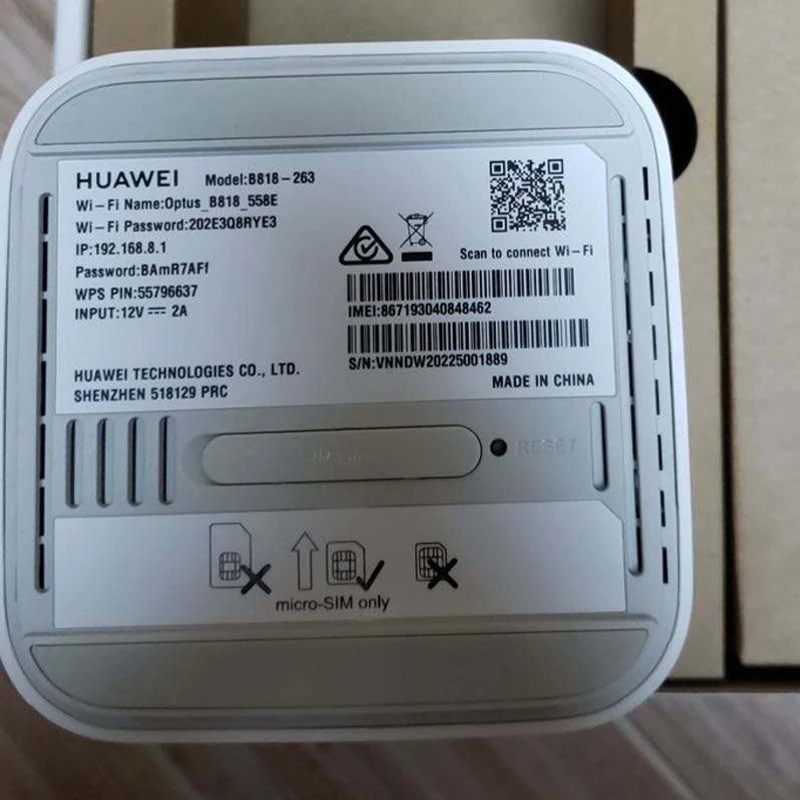 HUAWEI Model:B818-263
Wi-Fi Name:Optus_B818_558E
Wi-Fi Password:202E3Q8RYE3
IP:192.168.8.1
Password:BAmR7AFf
WPS PIN:55796637
INPUT:12V ⎓ 2A
HUAWEI TECHNOLOGIES CO., LTD.
SHENZHEN 518129 PRC
Scan to connect Wi-Fi
IMEI:867193040848462
S/N:VNNDW20225001889
MADE IN CHINA
RESET
micro-SIM only